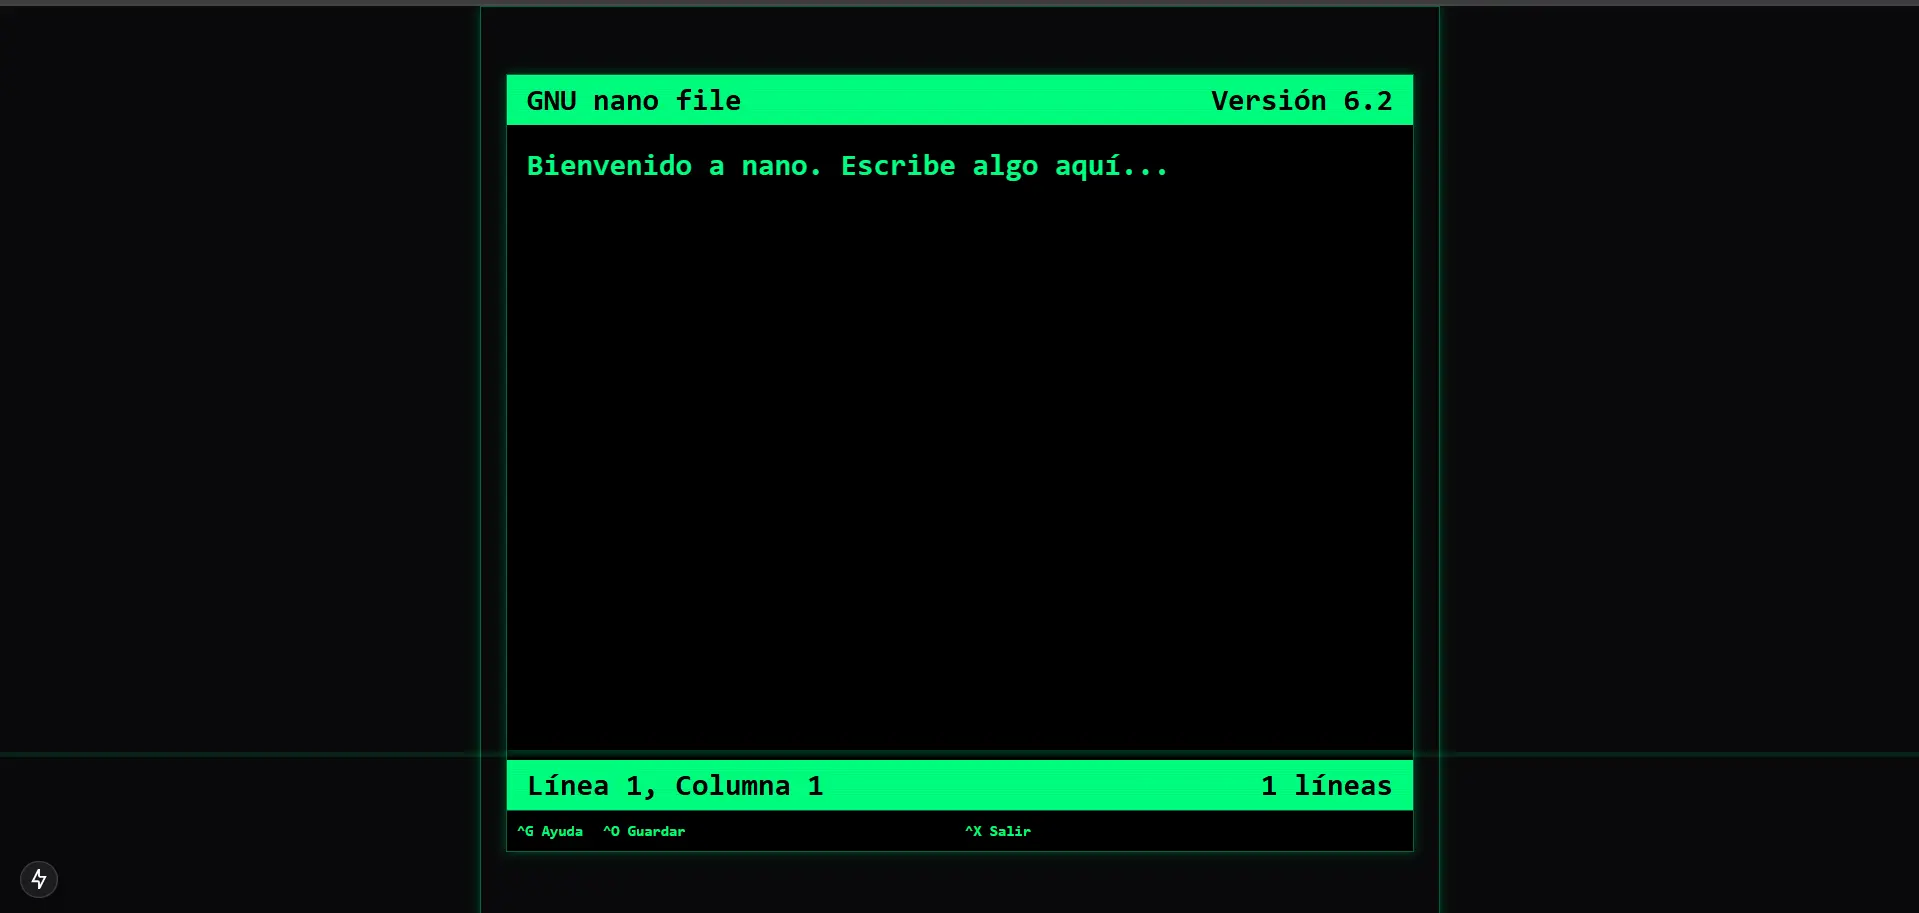 GNU nano file Versión 6.2
Bienvenido a nano. Escribe algo aquí...
Línea 1, Columna 1 1 líneas
^G Ayuda ^O Guardar ^X Salir